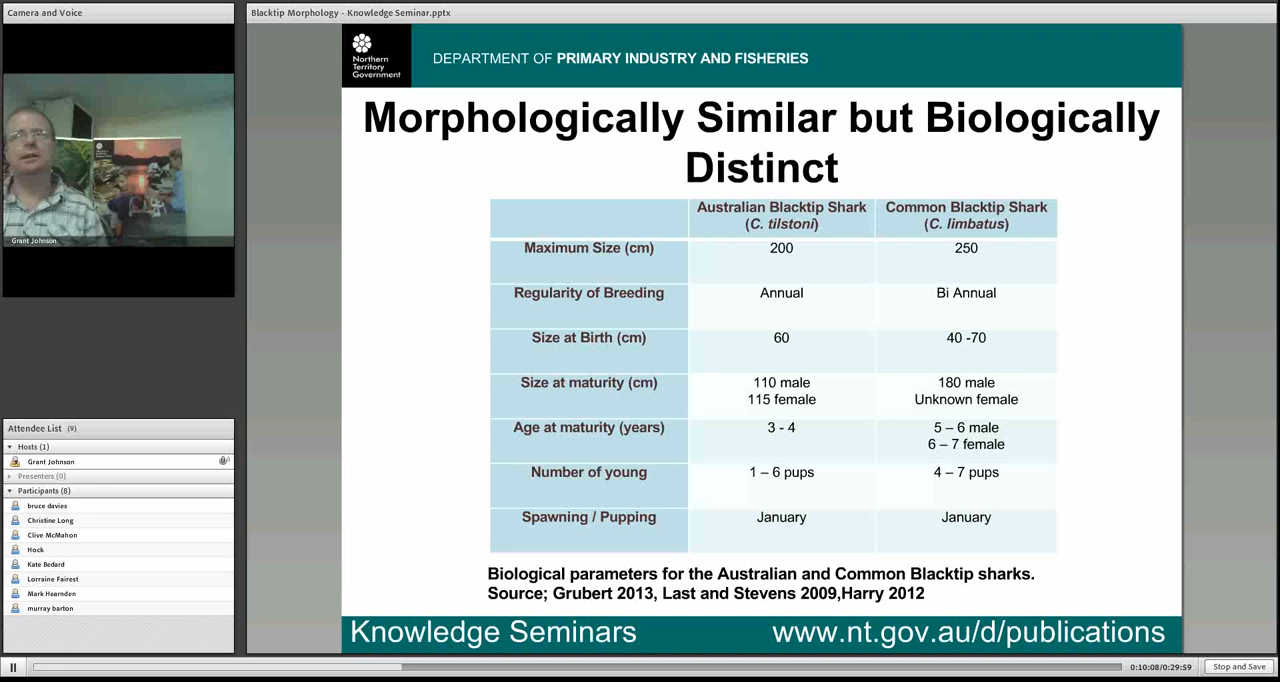 Camera and Voice
Blacktip Morphology - Knowledge Seminar.pptx
Northern
Territory
Government
DEPARTMENT OF PRIMARY INDUSTRY AND FISHERIES
Morphologically Similar but Biologically
Distinct
Australian Blacktip Shark
(C. tilstoni)
Common Blacktip Shark
(C. limbatus)
Maximum Size (cm) 200 250
Regularity of Breeding Annual Bi Annual
Size at Birth (cm) 60 40 -70
Size at maturity (cm) 110 male 180 male
115 female Unknown female
Age at maturity (years) 3 - 4 5 – 6 male
6 – 7 female
Number of young 1 – 6 pups 4 – 7 pups
Spawning / Pupping January January
Biological parameters for the Australian and Common Blacktip sharks.
Source; Grubert 2013, Last and Stevens 2009,Harry 2012
Knowledge Seminars www.nt.gov.au/d/publications
Grant Johnson
Attendee List (9)
Hosts (1)
Grant Johnson
Presenters (0)
Participants (8)
bruce davies
Christine Long
Clive McMahon
Hock
Kate Bedard
Lorraine Fairest
Mark Hearnden
murray barton
0:10:08/0:29:59
Stop and Save